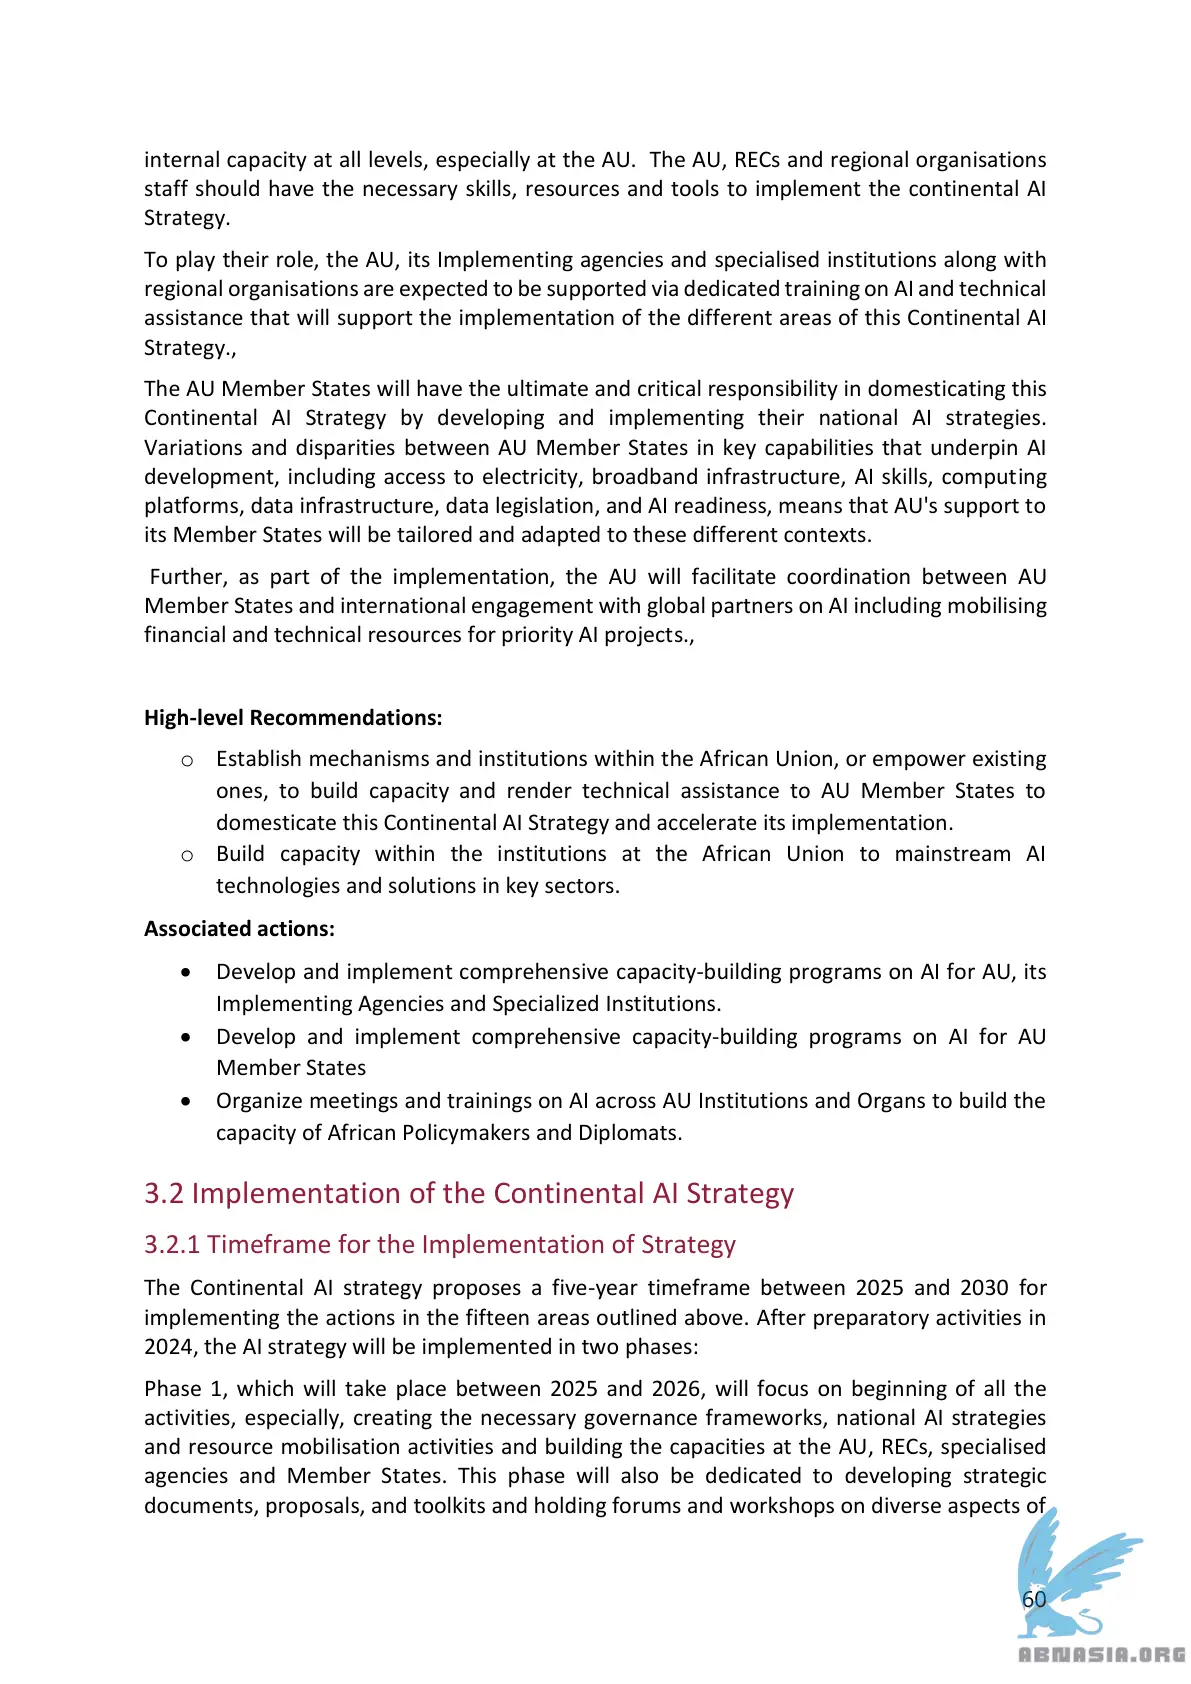 internal capacity at all levels, especially at the AU.  The AU, RECs and regional organisations
staff should have the necessary skills, resources and tools to implement the continental AI
Strategy.
To play their role, the AU, its Implementing agencies and specialised institutions along with
regional organisations are expected to be supported via dedicated training on AI and technical
assistance that will support the implementation of the different areas of this Continental AI
Strategy.,
The AU Member States will have the ultimate and critical responsibility in domesticating this
Continental AI Strategy by developing and implementing their national AI strategies.
Variations and disparities between AU Member States in key capabilities that underpin AI
development, including access to electricity, broadband infrastructure, AI skills, computing
platforms, data infrastructure, data legislation, and AI readiness, means that AU's support to
its Member States will be tailored and adapted to these different contexts.
Further, as part of the implementation, the AU will facilitate coordination between AU
Member States and international engagement with global partners on AI including mobilising
financial and technical resources for priority AI projects.,
High-level Recommendations:
o Establish mechanisms and institutions within the African Union, or empower existing
ones, to build capacity and render technical assistance to AU Member States to
domesticate this Continental AI Strategy and accelerate its implementation.
o Build capacity within the institutions at the African Union to mainstream AI
technologies and solutions in key sectors.
Associated actions:
• Develop and implement comprehensive capacity-building programs on AI for AU, its
Implementing Agencies and Specialized Institutions.
• Develop and implement comprehensive capacity-building programs on AI for AU
Member States
• Organize meetings and trainings on AI across AU Institutions and Organs to build the
capacity of African Policymakers and Diplomats.
3.2 Implementation of the Continental AI Strategy
3.2.1 Timeframe for the Implementation of Strategy
The Continental AI strategy proposes a five-year timeframe between 2025 and 2030 for
implementing the actions in the fifteen areas outlined above. After preparatory activities in
2024, the AI strategy will be implemented in two phases:
Phase 1, which will take place between 2025 and 2026, will focus on beginning of all the
activities, especially, creating the necessary governance frameworks, national AI strategies
and resource mobilisation activities and building the capacities at the AU, RECs, specialised
agencies and Member States. This phase will also be dedicated to developing strategic
documents, proposals, and toolkits and holding forums and workshops on diverse aspects of
60
ABNASIA.ORG